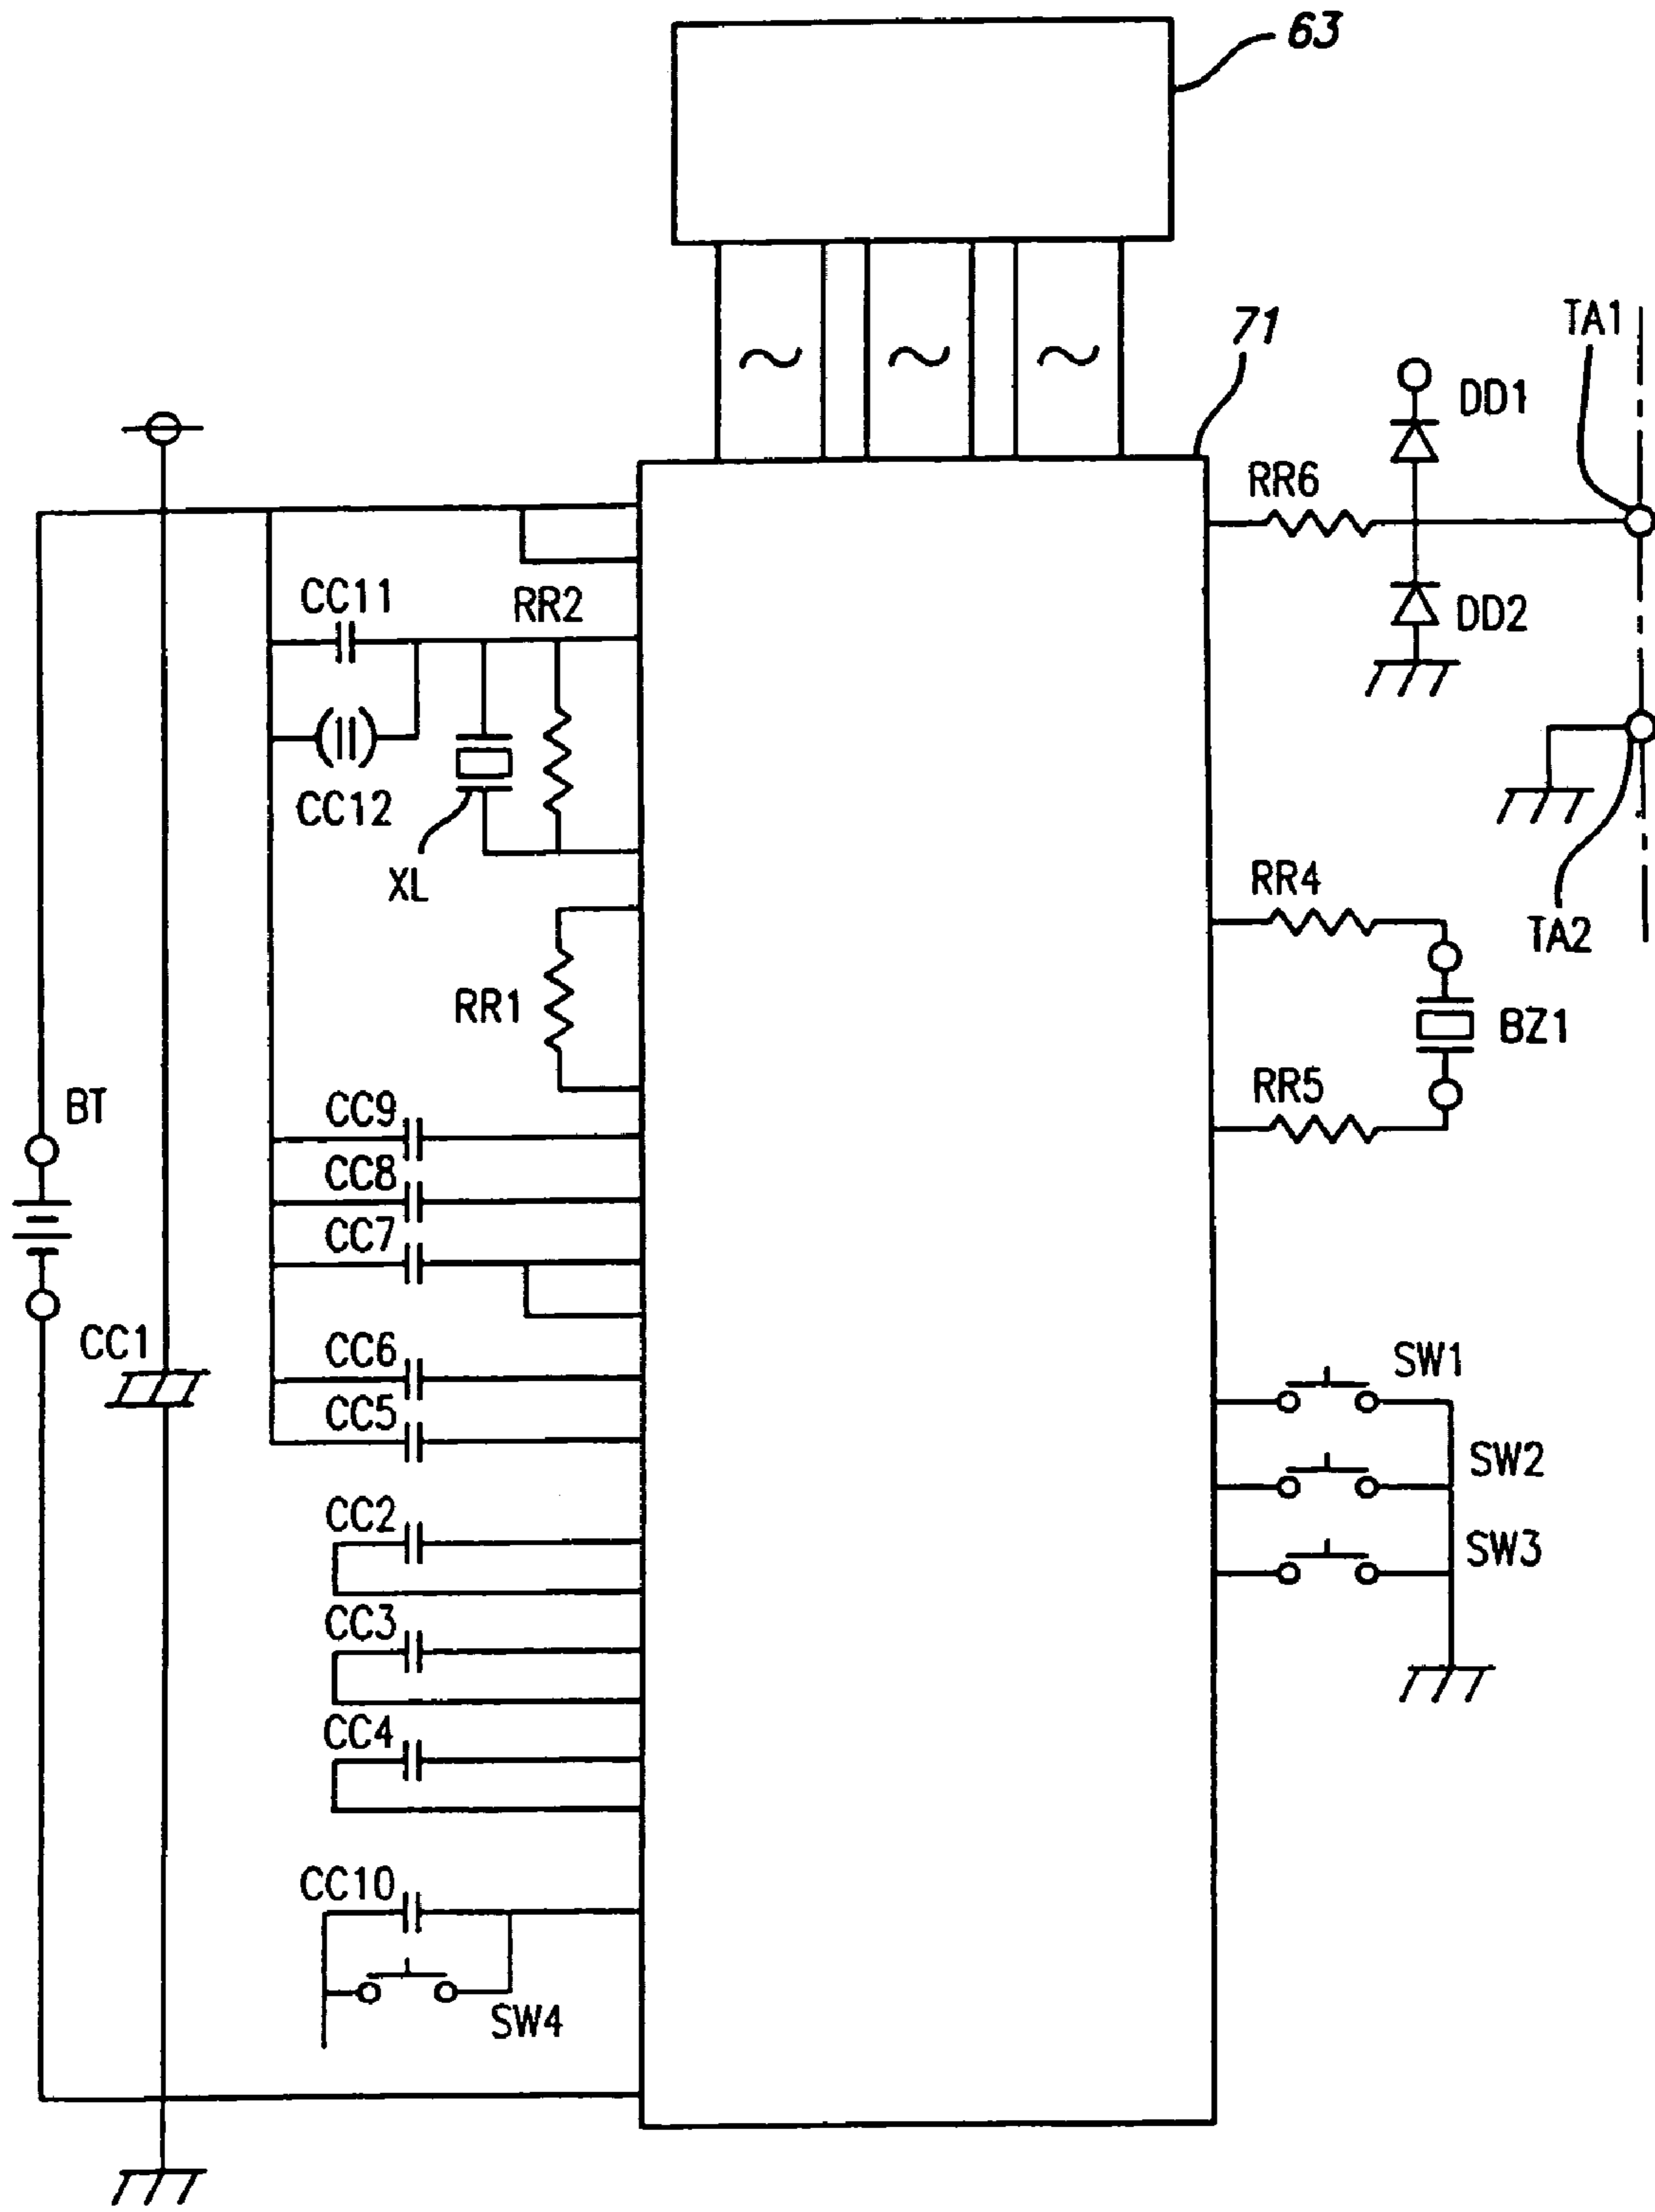 63
71
TA1
DD1
RR6
CC11
RR2
DD2
CC12
XL
RR4
TA2
RR1
BZ1
RR5
BT
CC9
CC8
CC7
CC1
CC6
SW1
CC5
SW2
CC2
SW3
CC3
CC4
CC10
SW4